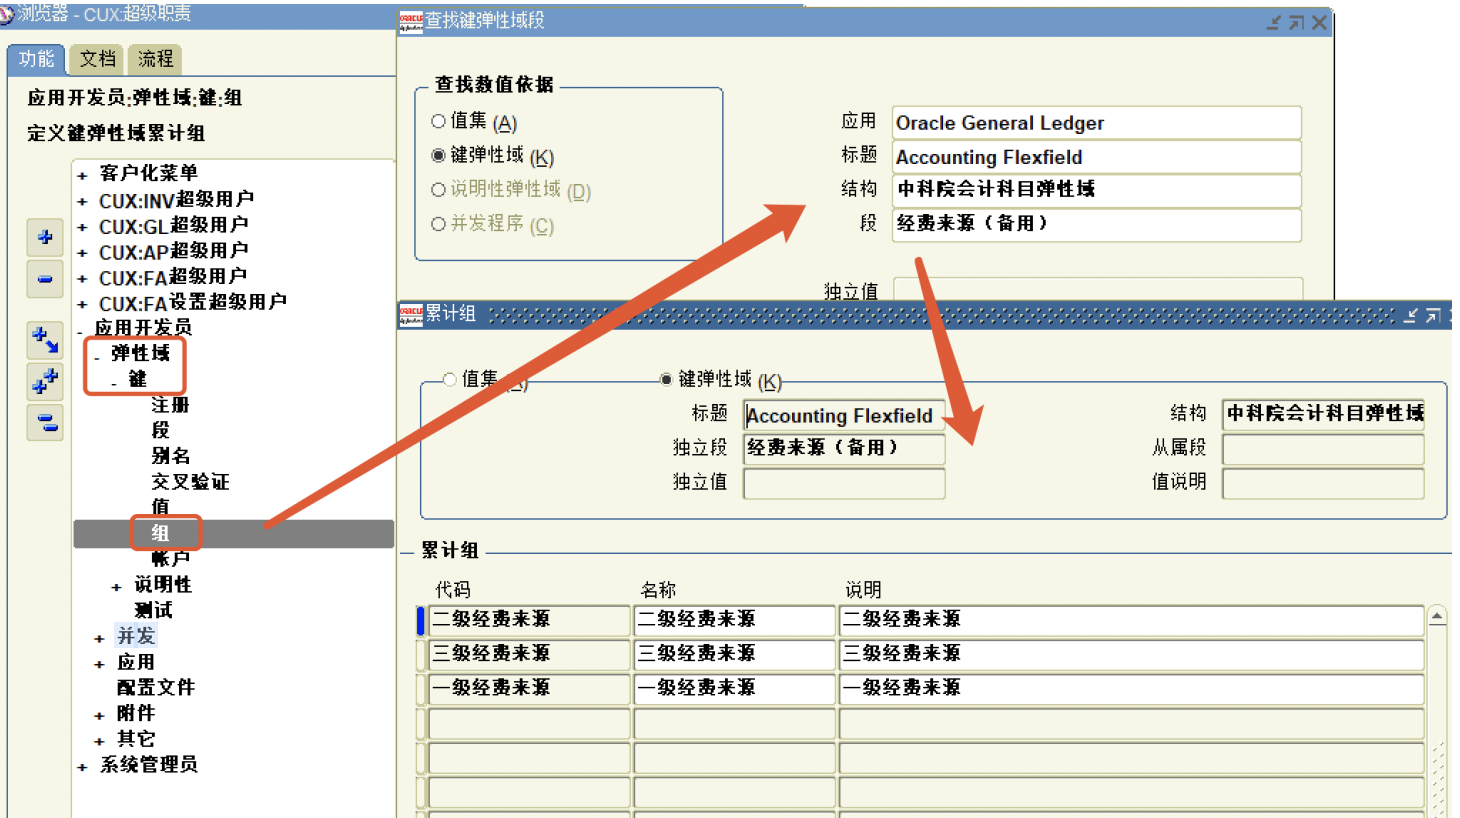 浏览器 - CUX:超级职责
功能 文档 流程
应用开发员:弹性域:键:组
定义键弹性域累计组
+ 客户化菜单
+ CUX:INV超级用户
+ CUX:GL超级用户
+ CUX:AP超级用户
+ CUX:FA超级用户
+ CUX:FA设置超级用户
- 应用开发员
- 弹性域
- 键
注册
段
别名
交叉验证
值
组
帐户
+ 说明性
测试
+ 并发
+ 应用
配置文件
+ 附件
+ 其它
+ 系统管理员
ORACLE 查找键弹性域段
查找数值依据
值集 (A)
键弹性域 (K)
说明性弹性域 (D)
并发程序 (C)
应用 Oracle General Ledger
标题 Accounting Flexfield
结构 中科院会计科目弹性域
段 经费来源（备用）
独立值
ORACLE 累计组
值集 键弹性域 (K)
标题 Accounting Flexfield 结构 中科院会计科目弹性域
独立段 经费来源（备用） 从属段
独立值 值说明
累计组
代码 名称 说明
二级经费来源 二级经费来源 二级经费来源
三级经费来源 三级经费来源 三级经费来源
一级经费来源 一级经费来源 一级经费来源